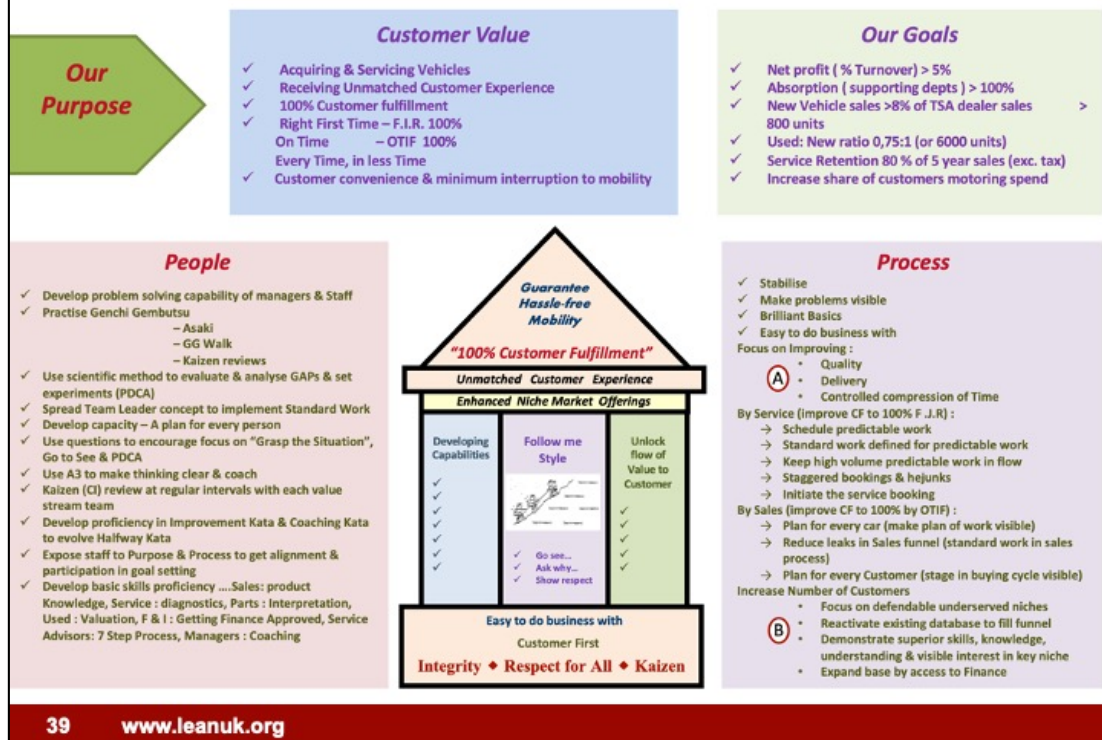 Our
Purpose
Customer Value
✓ Acquiring & Servicing Vehicles
✓ Receiving Unmatched Customer Experience
✓ 100% Customer fulfillment
✓ Right First Time – F.I.R. 100%
On Time – OTIF 100%
Every Time, in less Time
✓ Customer convenience & minimum interruption to mobility
Our Goals
✓ Net profit ( % Turnover) > 5%
✓ Absorption ( supporting depts ) > 100%
✓ New Vehicle sales >8% of TSA dealer sales >
800 units
✓ Used: New ratio 0,75:1 (or 6000 units)
✓ Service Retention 80 % of 5 year sales (exc. tax)
✓ Increase share of customers motoring spend
People
✓ Develop problem solving capability of managers & Staff
✓ Practise Genchi Gembutsu
– Asaki
– GG Walk
– Kaizen reviews
✓ Use scientific method to evaluate & analyse GAPs & set
experiments (PDCA)
✓ Spread Team Leader concept to implement Standard Work
✓ Develop capacity – A plan for every person
✓ Use questions to encourage focus on "Grasp the Situation",
Go to See & PDCA
✓ Use A3 to make thinking clear & coach
✓ Kaizen (CI) review at regular intervals with each value
stream team
✓ Develop proficiency in Improvement Kata & Coaching Kata
to evolve Halfway Kata
✓ Expose staff to Purpose & Process to get alignment &
participation in goal setting
✓ Develop basic skills proficiency ....Sales: product
Knowledge, Service : diagnostics, Parts : Interpretation,
Used : Valuation, F & I : Getting Finance Approved, Service
Advisors: 7 Step Process, Managers : Coaching
Guarantee
Hassle-free
Mobility
"100% Customer Fulfillment"
Unmatched Customer Experience
Enhanced Niche Market Offerings
Developing
Capabilities
✓
✓
✓
✓
✓
✓
✓
Follow me
Style
✓ Go see...
✓ Ask why...
✓ Show respect
Unlock
flow of
Value to
Customer
✓
✓
✓
✓
✓
Easy to do business with
Customer First
Integrity ◆ Respect for All ◆ Kaizen
Process
✓ Stabilise
✓ Make problems visible
✓ Brilliant Basics
✓ Easy to do business with
Focus on Improving :
• Quality
A • Delivery
• Controlled compression of Time
By Service (improve CF to 100% F .J.R) :
→ Schedule predictable work
→ Standard work defined for predictable work
→ Keep high volume predictable work in flow
→ Staggered bookings & hejunks
→ Initiate the service booking
By Sales (improve CF to 100% by OTIF) :
→ Plan for every car (make plan of work visible)
→ Reduce leaks in Sales funnel (standard work in sales
process)
→ Plan for every Customer (stage in buying cycle visible)
Increase Number of Customers
• Focus on defendable underserved niches
• Reactivate existing database to fill funnel
B • Demonstrate superior skills, knowledge,
understanding & visible interest in key niche
• Expand base by access to Finance
39 www.leanuk.org